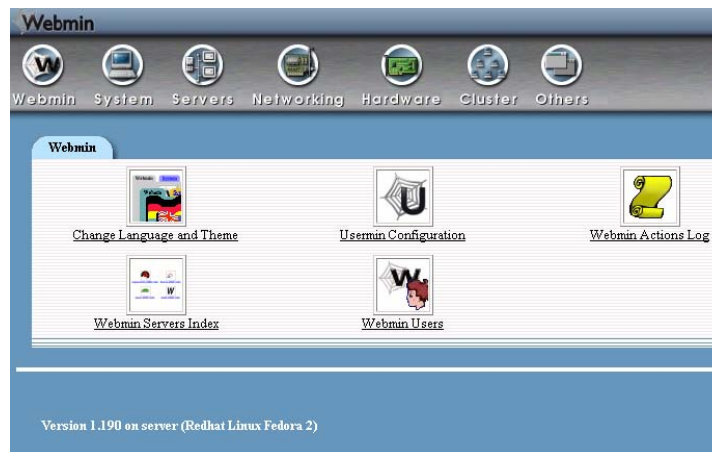 Webmin
Webmin System Servers Networking Hardware Cluster Others
Webmin
Change Language and Theme Usermin Configuration Webmin Actions Log
Webmin Servers Index Webmin Users
Version 1.190 on server (Redhat Linux Fedora 2)